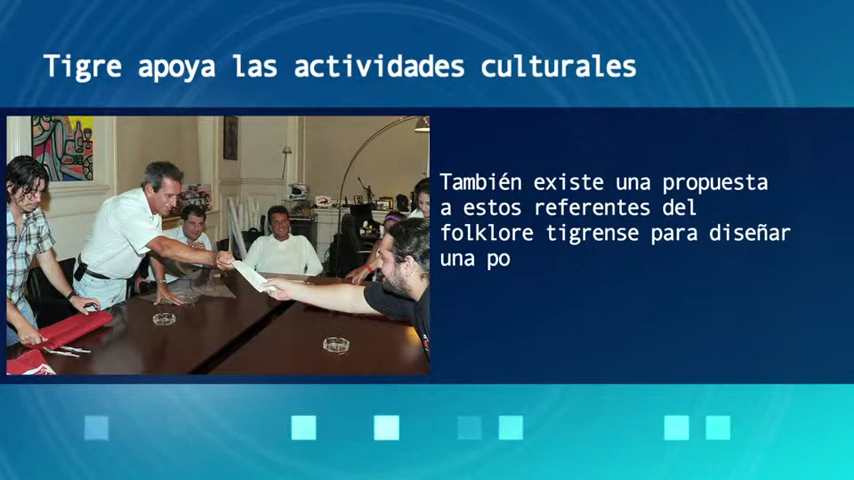 Tigre apoya las actividades culturales
También existe una propuesta
a estos referentes del
folklore tigrense para diseñar
una po